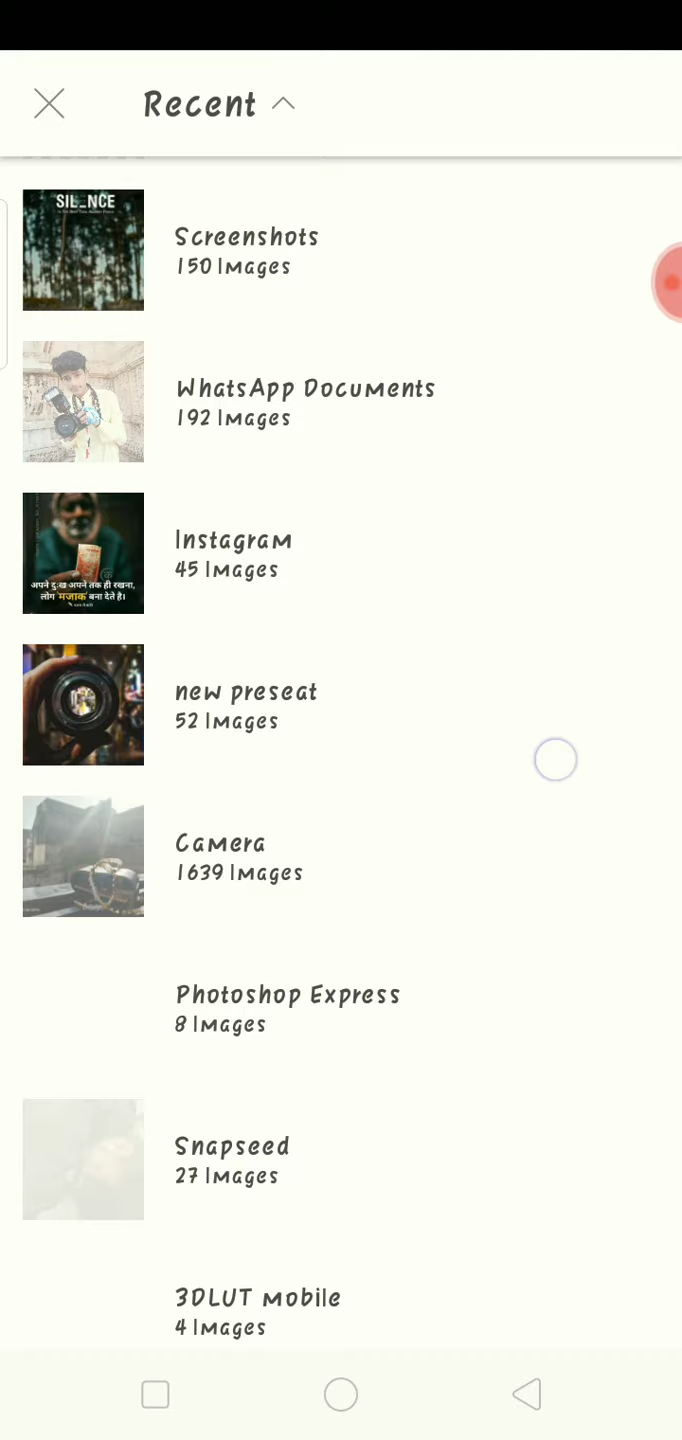 Recent
SIL_NCE
Screenshots
150 Images
WhatsApp Documents
192 Images
Instagram
45 Images
अपने दुःख अपने तक ही रखना,
लोग मजाक बना देते है।
new preseat
52 Images
Camera
1639 Images
Photoshop Express
8 Images
Snapseed
27 Images
3DLUT mobile
4 Images